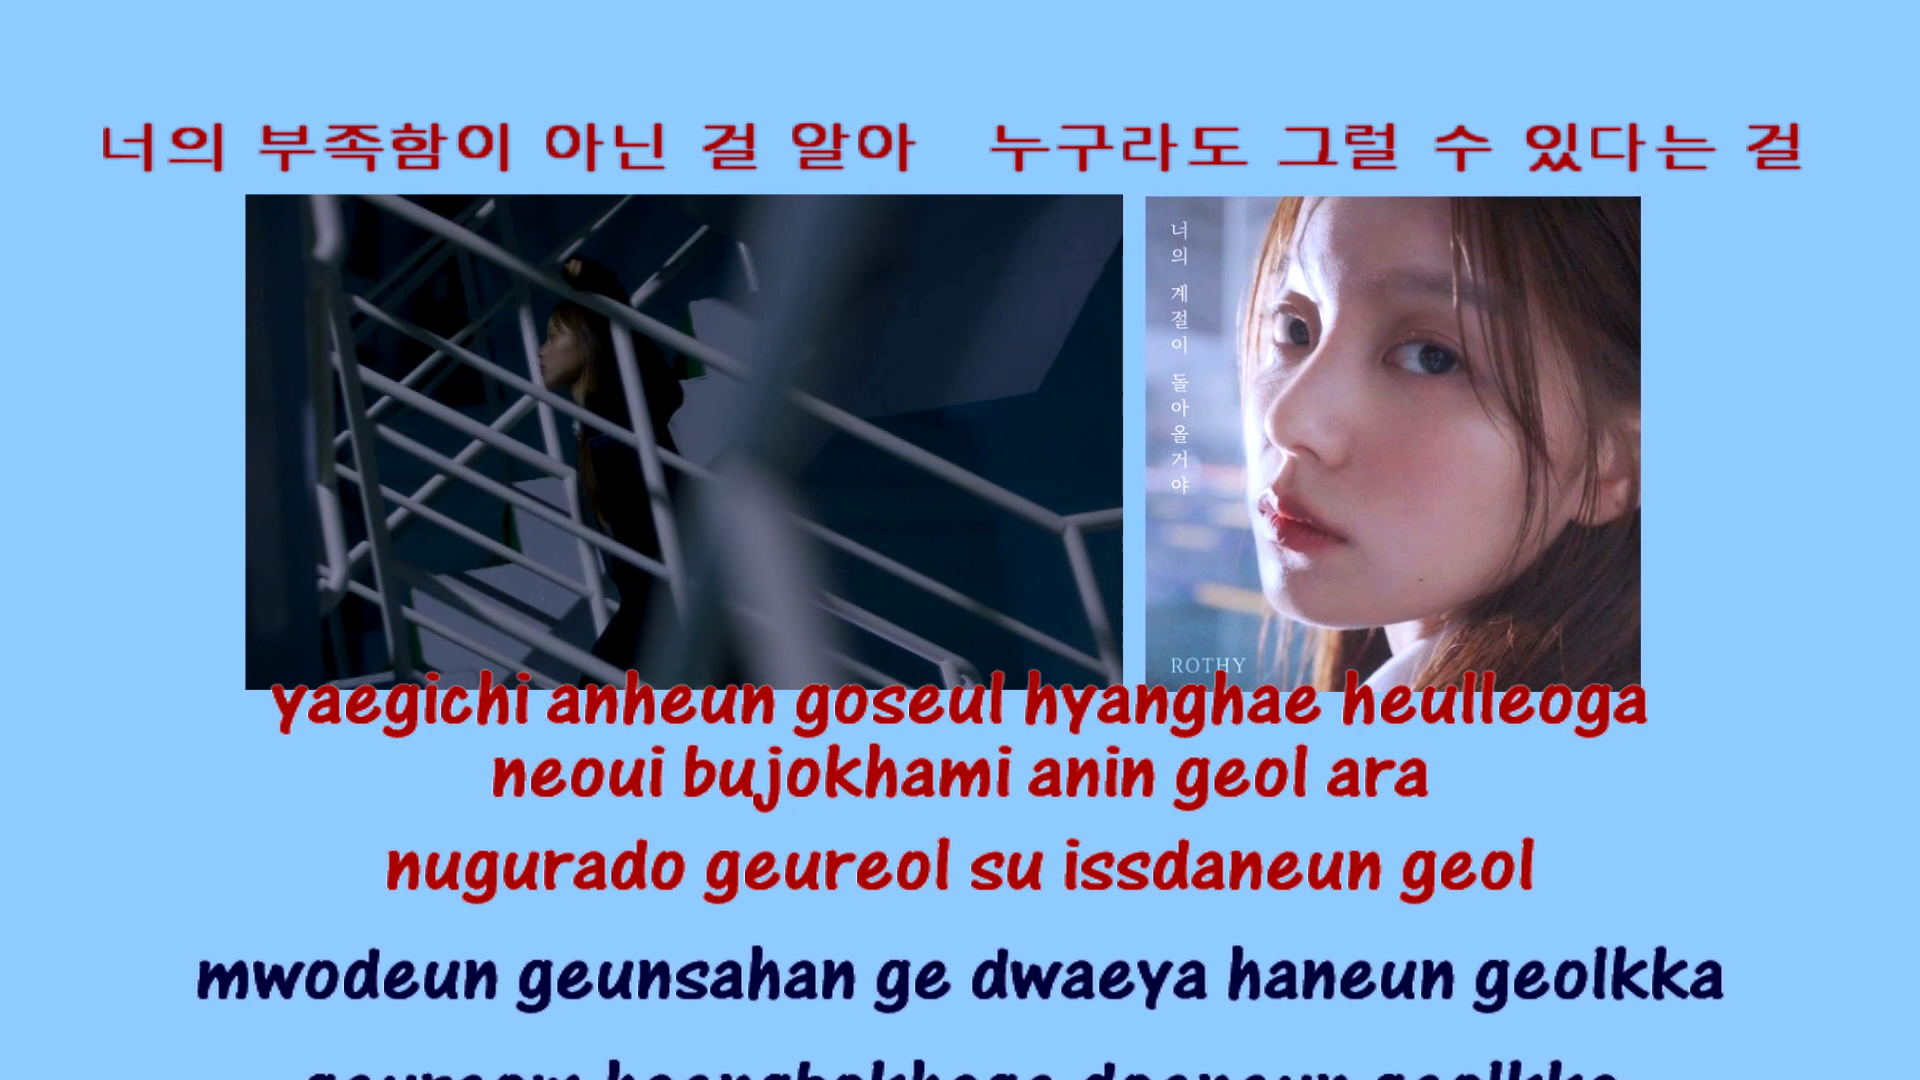 너의 부족함이 아닌 걸 알아 누구라도 그럴 수 있다는 걸
너의 계절이 돌아올거야
ROTHY
yaegichi anheun goseul hyanghae heulleoga
neoui bujokhami anin geol ara
nugurado geureol su issdaneun geol
mwodeun geunsahan ge dwaeya haneun geolkka